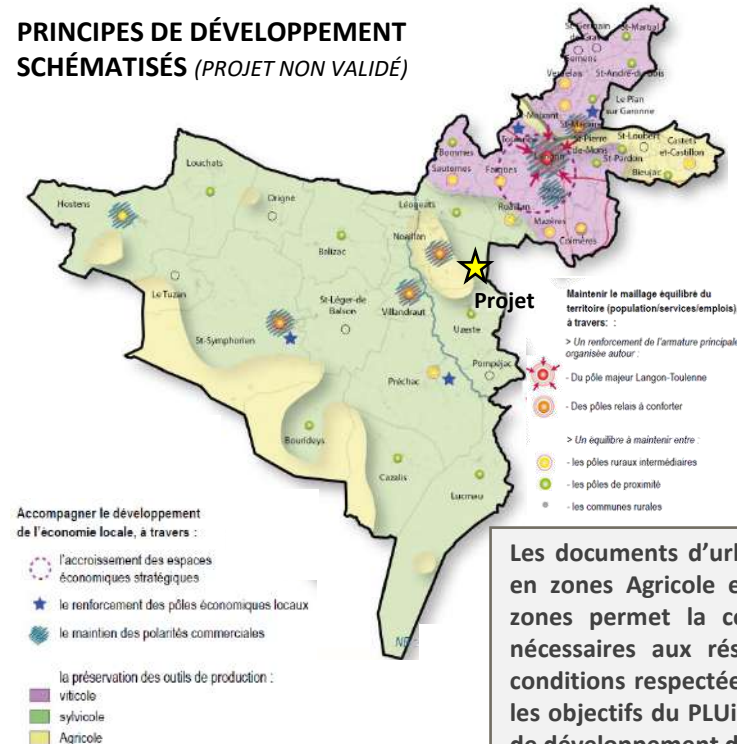 PRINCIPES DE DÉVELOPPEMENT
SCHÉMATISÉS (PROJET NON VALIDÉ)
St-Germain
St-Martial
Verdelais
St-André-du-Bois
Le Pian
sur Garonne
St-Maixant
St-Macaire
Toulenne
St-Pierre
de-Mons
St-Loubert
Castets
et-Castillon
Langon
St-Pardon
Bieujac
Bommes
Sauternes
Fargues
Louchats
Origne
Léogeats
Roaillan
Mazères
Coimères
Hostens
Noaillan
Balizac
Projet
Le Tuzan
St-Léger-de
Balson
Villandraut
St-Symphorien
Uzeste
Préchac
Pompéjac
Bourideys
Cazalis
Lucmau
Maintenir le maillage équilibré du
territoire (population/services/emplois),
à travers: :
> Un renforcement de l'armature principale
organisée autour :
- Du pôle majeur Langon-Toulenne
- Des pôles relais à conforter
> Un équilibre à maintenir entre :
- les pôles ruraux intermédiaires
- les pôles de proximité
- les communes rurales
Accompagner le développement
de l'économie locale, à travers :
l'accroissement des espaces
économiques stratégiques
le renforcement des pôles économiques locaux
le maintien des polarités commerciales
la préservation des outils de production :
viticole
sylvicole
Agricole
Les documents d'url
en zones Agricole e
zones permet la co
nécessaires aux rés
conditions respectée
les objectifs du PLUi
de développement d